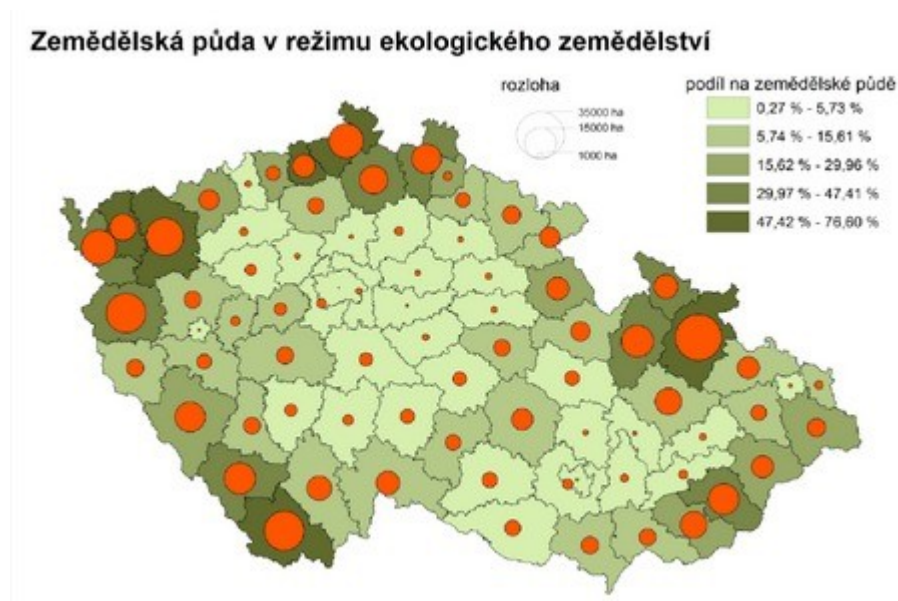 Zemědělská půda v režimu ekologického zemědělství
rozloha
35000 ha
15000 ha
1000 ha
podíl na zemědělské půdě
0,27 % - 5,73 %
5,74 % - 15,61 %
15,62 % - 29,96 %
29,97 % - 47,41 %
47,42 % - 76,60 %